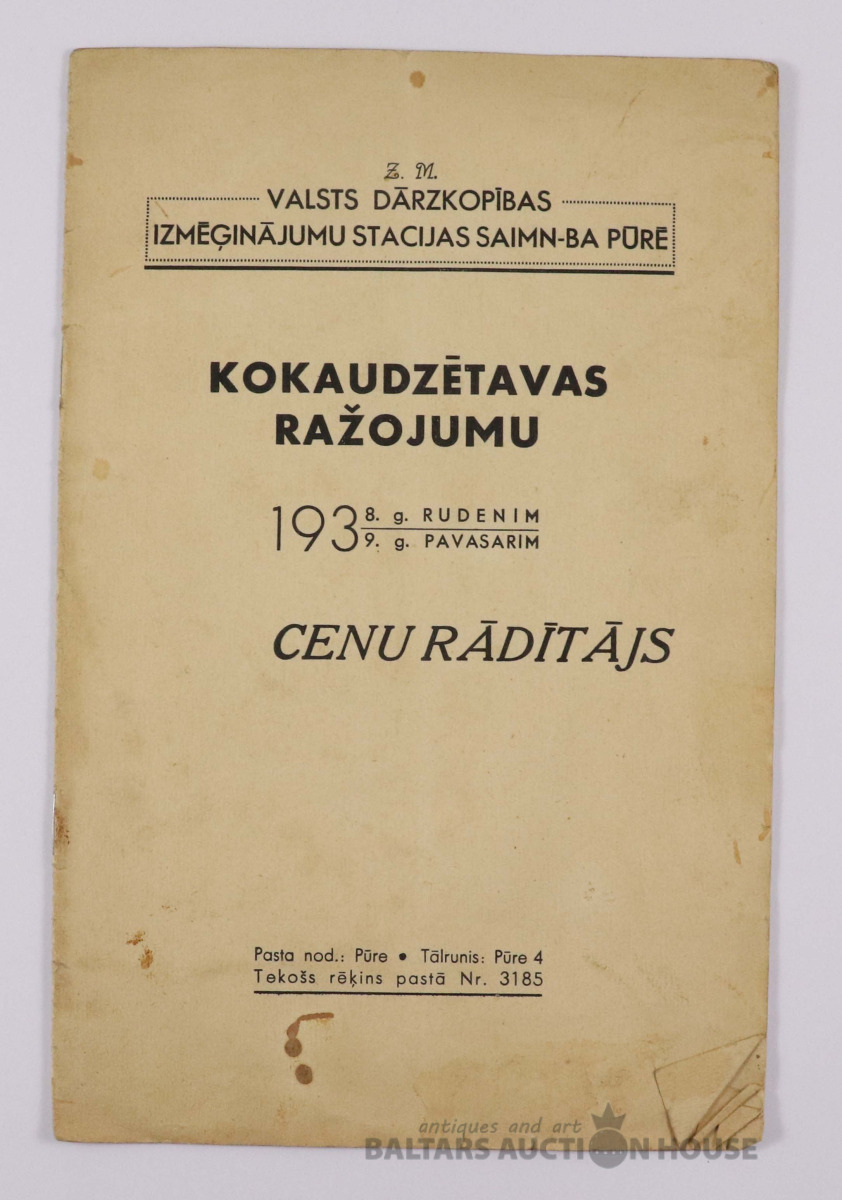 Z. M.
VALSTS DĀRZKOPĪBAS
IZMĒĢINĀJUMU STACIJAS SAIMN-BA PŪRĒ
KOKAUDZĒTAVAS
RAŽOJUMU
193 8. g. RUDENIM
9. g. PAVASARIM
CENU RĀDĪTĀJS
Pasta nod.: Pūre • Tālrunis: Pūre 4
Tekošs rēķins pastā Nr. 3185
antiques and art
BALTARS AUCTION HOUSE